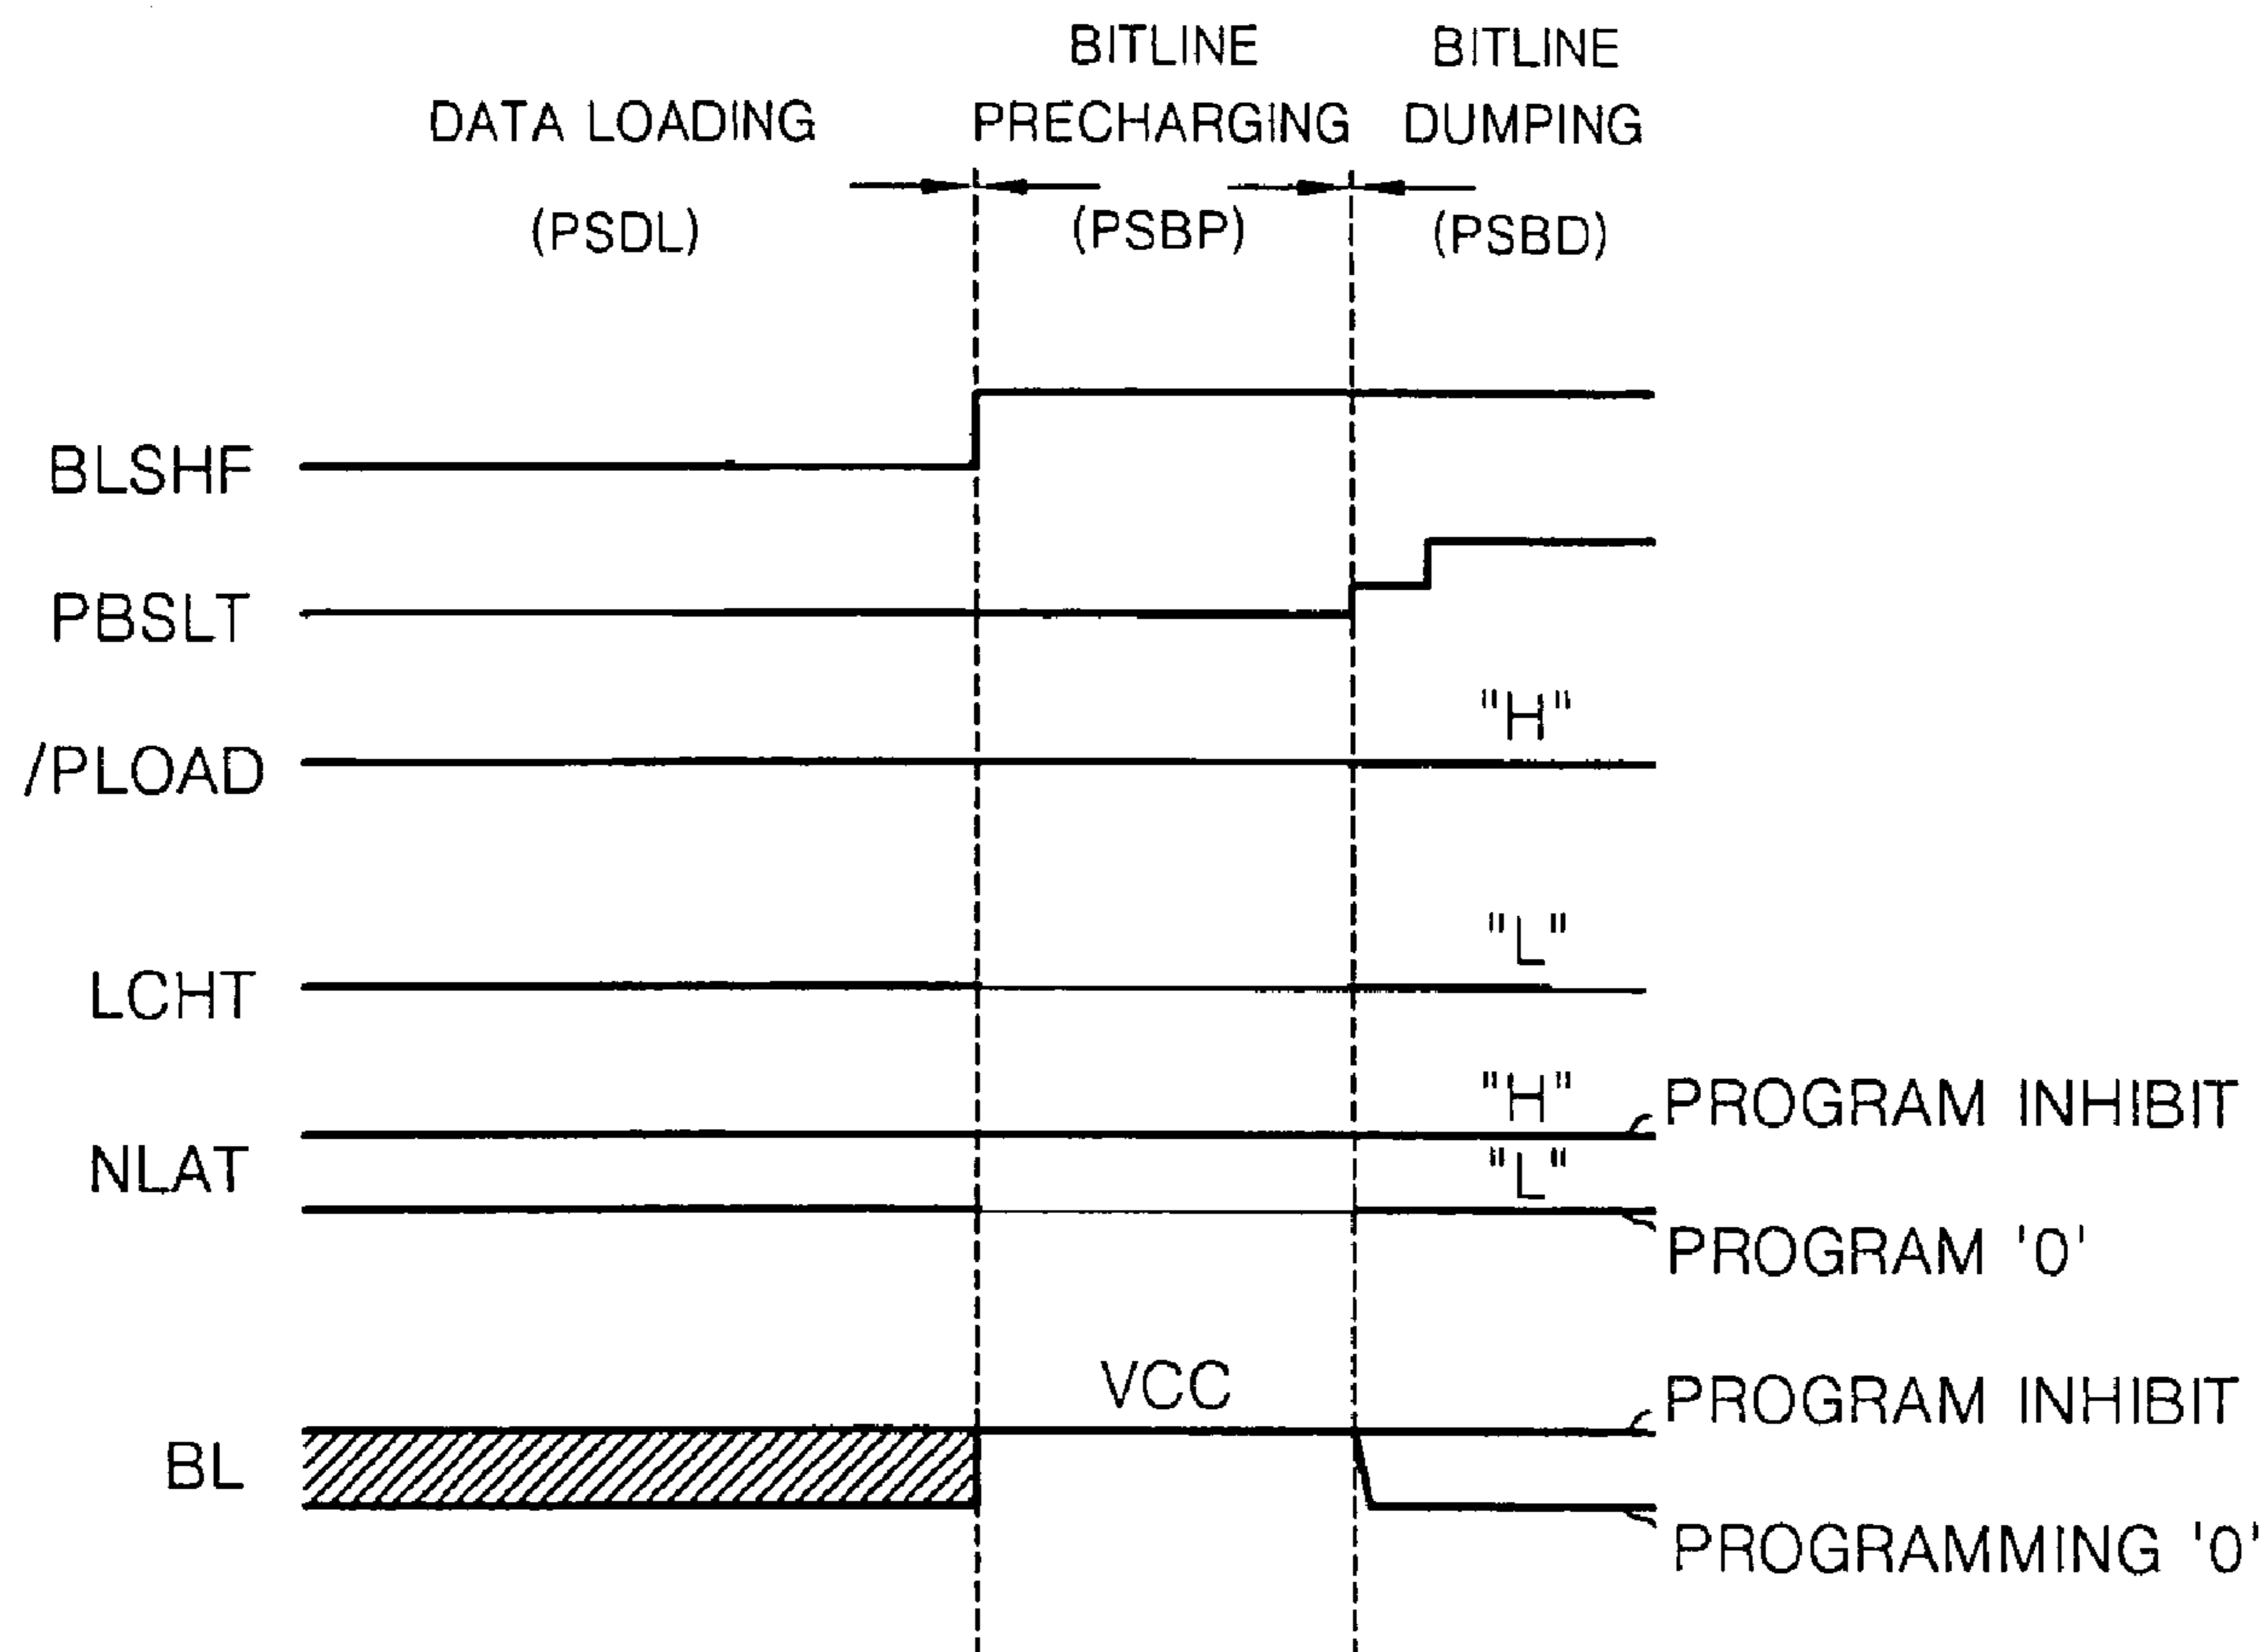 BITLINE BITLINE
DATA LOADING PRECHARGING DUMPING
(PSDL) (PSBP) (PSBD)
BLSHF
PBSLT
"H"
/PLOAD
"L"
LCHT
"H" PROGRAM INHIBIT
NLAT "L"
PROGRAM '0'
VCC PROGRAM INHIBIT
BL
PROGRAMMING '0'